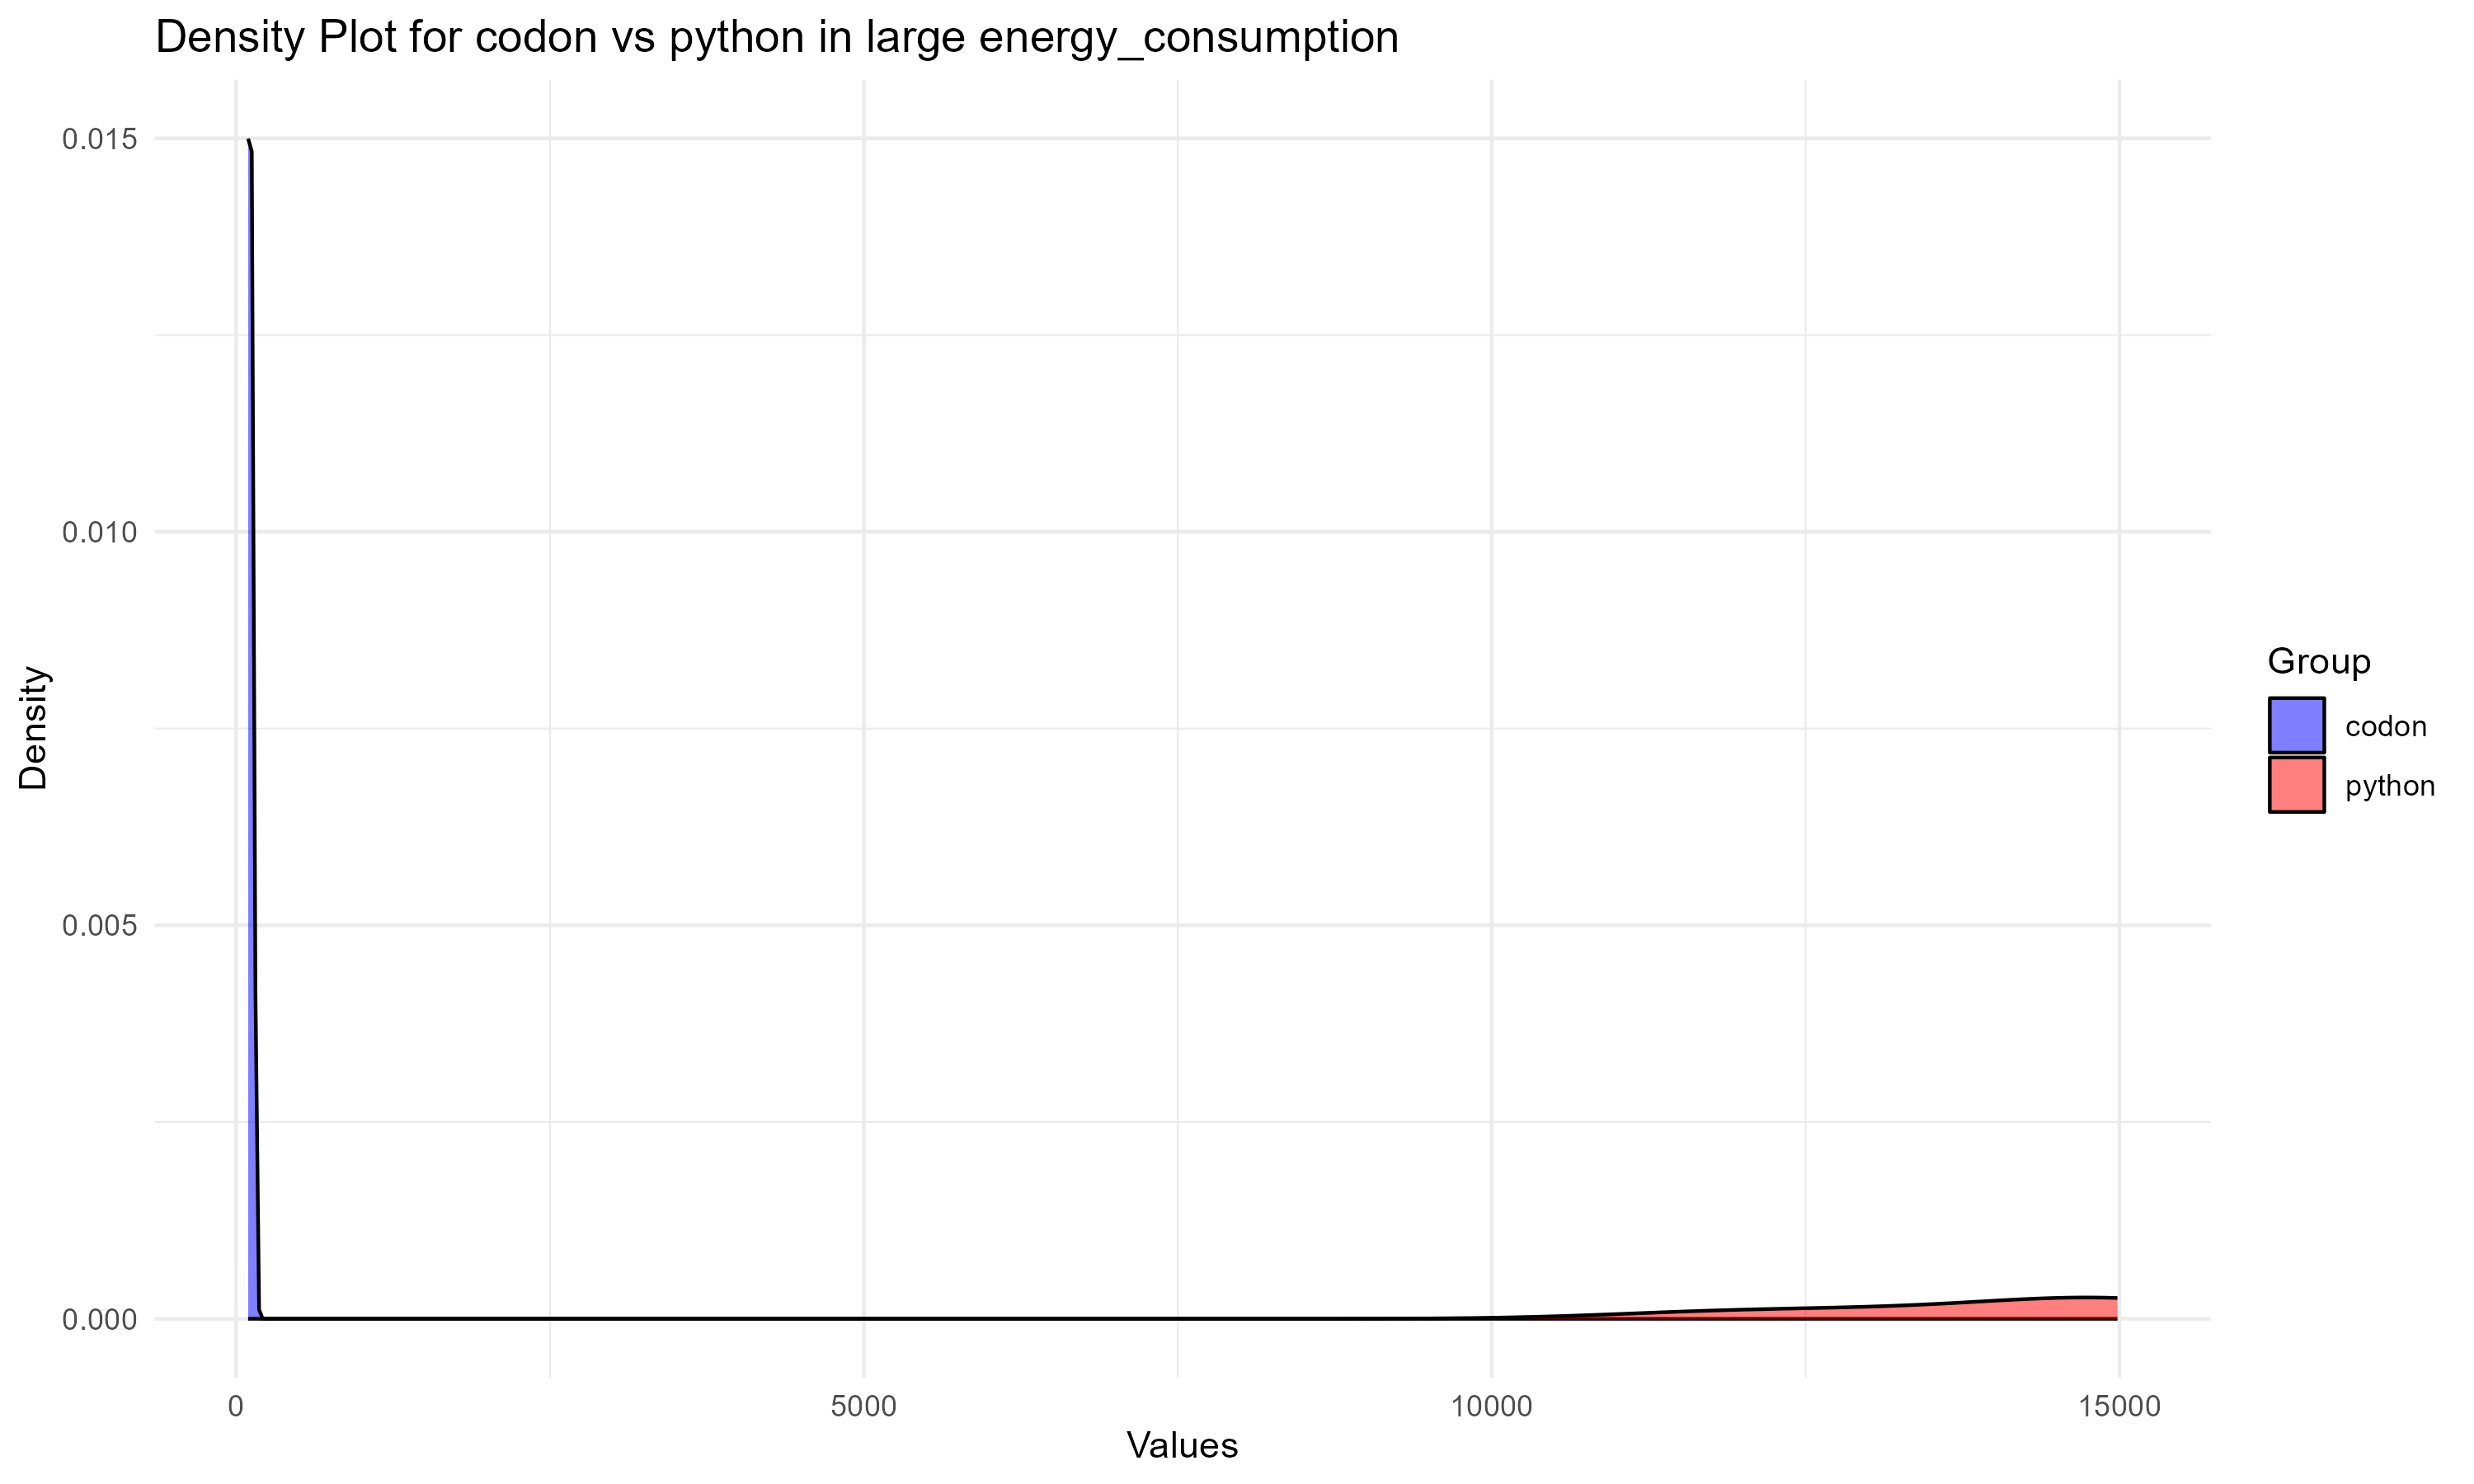 Density Plot for codon vs python in large energy_consumption
0.015
0.010
0.005
0.000
Density
0
5000
10000
15000
Values
Group
codon
python